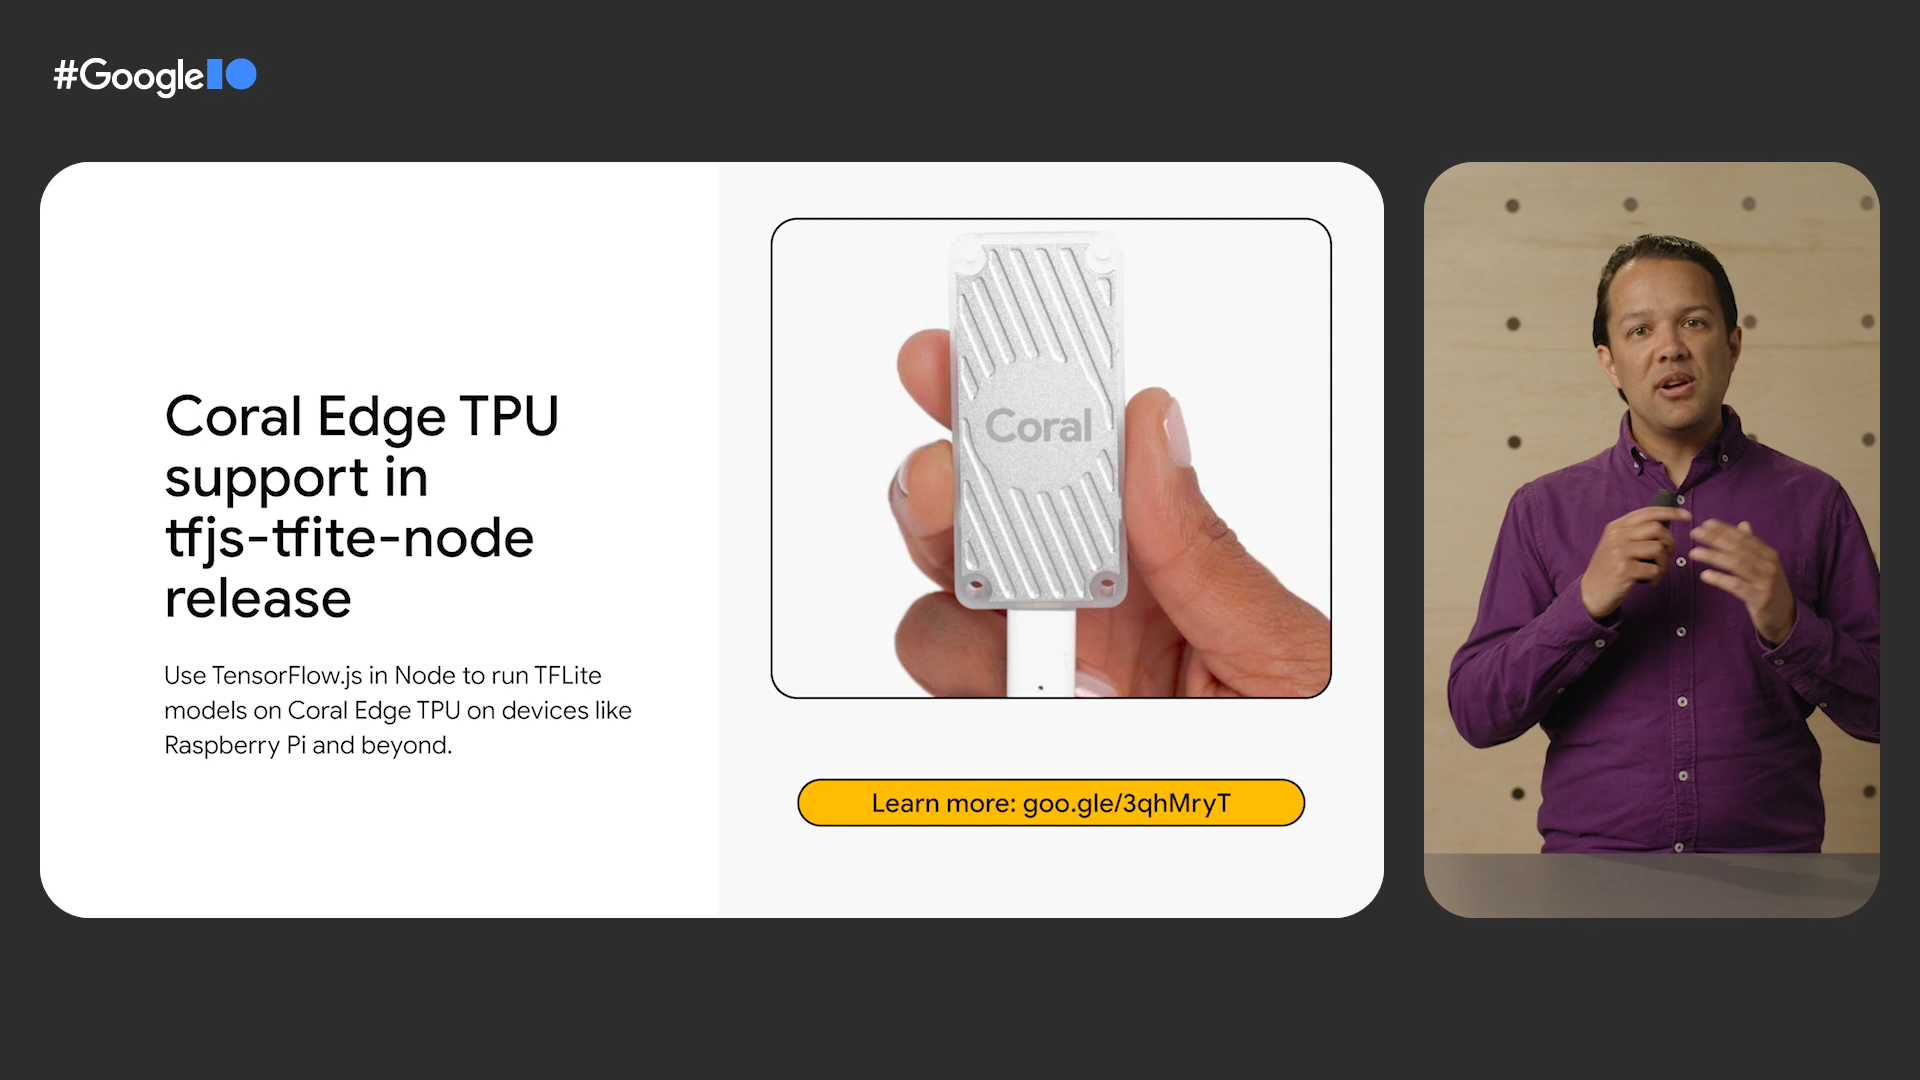 #GoogleIO
Coral Edge TPU
support in
tfjs-tfite-node
release
Use TensorFlow.js in Node to run TFLite
models on Coral Edge TPU on devices like
Raspberry Pi and beyond.
Coral
Learn more: goo.gle/3qhMryT